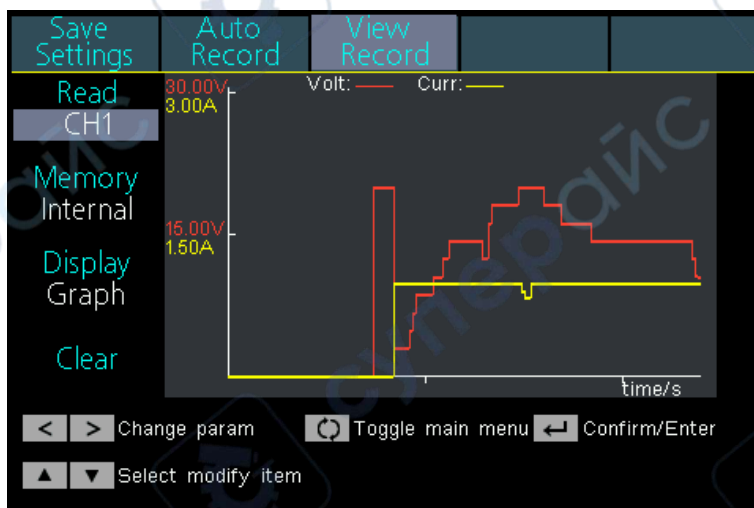 Save Settings
Auto Record
View Record
Read
CH1
Memory
Internal
Display
Graph
Clear
30.00V
3.00A
Volt:
Curr:
15.00V
1.50A
time/s
< > Change param
Toggle main menu
Confirm/Enter
▲ ▼ Select modify item
суперайс